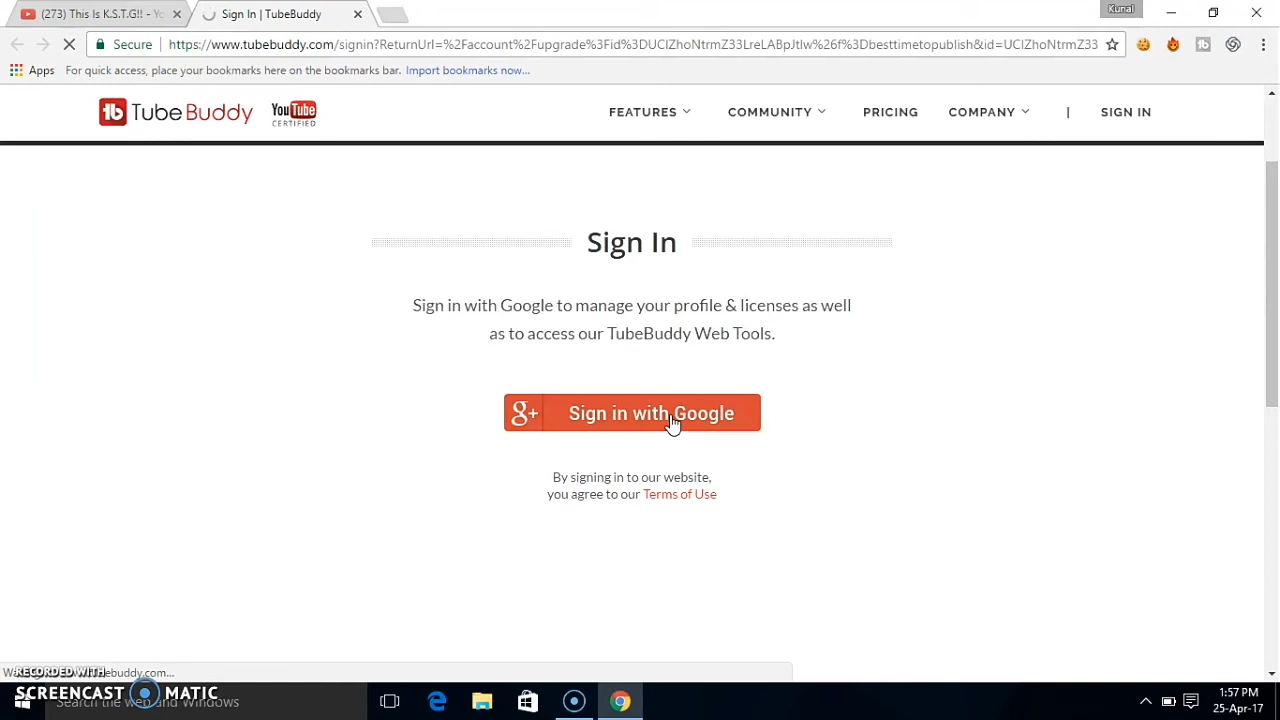 (273) This Is K.S.T.G!! - Yo
Sign In | TubeBuddy
Kunal
Secure
https://www.tubebuddy.com/signin?ReturnUrl=%2Faccount%2Fupgrade%3Fid%3DUCIZhoNtrmZ33LreLABpJtlw%26f%3Dbesttimetopublish&id=UCIZhoNtrmZ33
Apps
For quick access, place your bookmarks here on the bookmarks bar. Import bookmarks now...
TubeBuddy
YouTube
CERTIFIED
FEATURES
COMMUNITY
PRICING
COMPANY
|
SIGN IN
Sign In
Sign in with Google to manage your profile & licenses as well
as to access our TubeBuddy Web Tools.
g+ Sign in with Google
By signing in to our website,
you agree to our Terms of Use
RECORDED WITH
ebuddy.com...
SCREENCAST MATIC
Search the web and Windows
1:57 PM
25-Apr-17